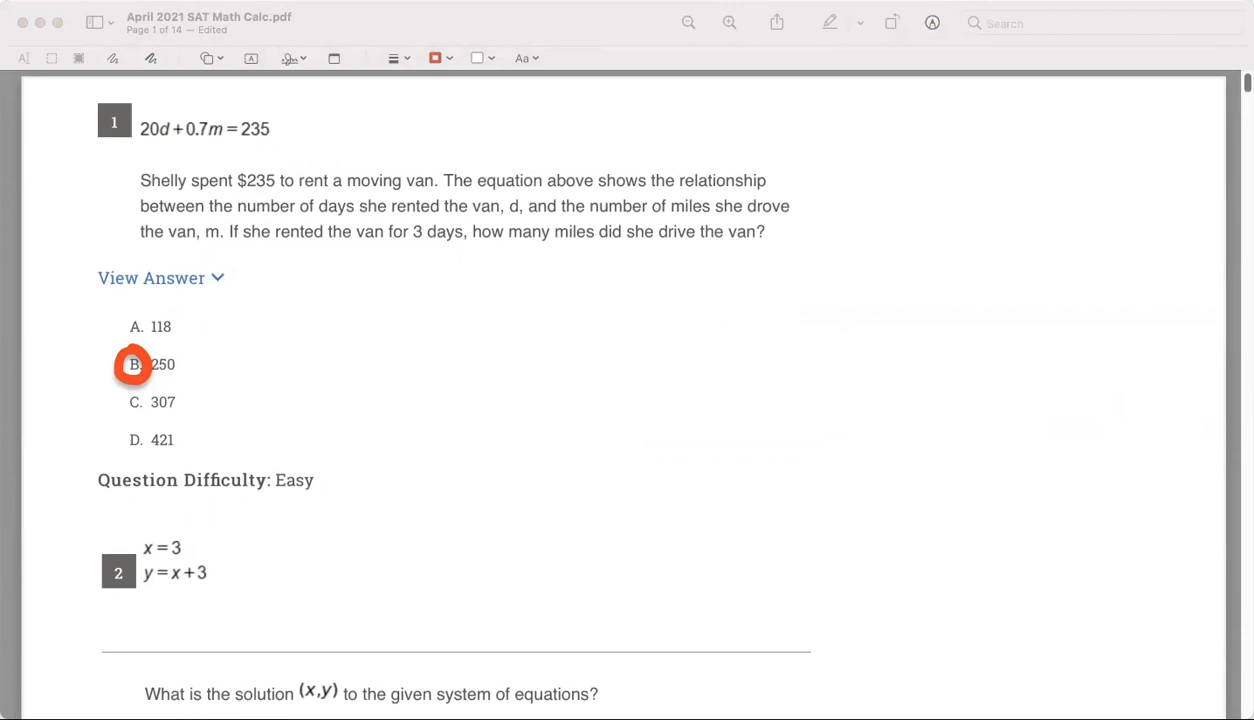 April 2021 SAT Math Calc.pdf
Page 1 of 14 — Edited
Search
A
Aa
1
20d + 0.7m = 235
Shelly spent $235 to rent a moving van. The equation above shows the relationship
between the number of days she rented the van, d, and the number of miles she drove
the van, m. If she rented the van for 3 days, how many miles did she drive the van?
View Answer
A. 118
B. 250
C. 307
D. 421
Question Difficulty: Easy
x = 3
2 y = x + 3
What is the solution (x,y) to the given system of equations?